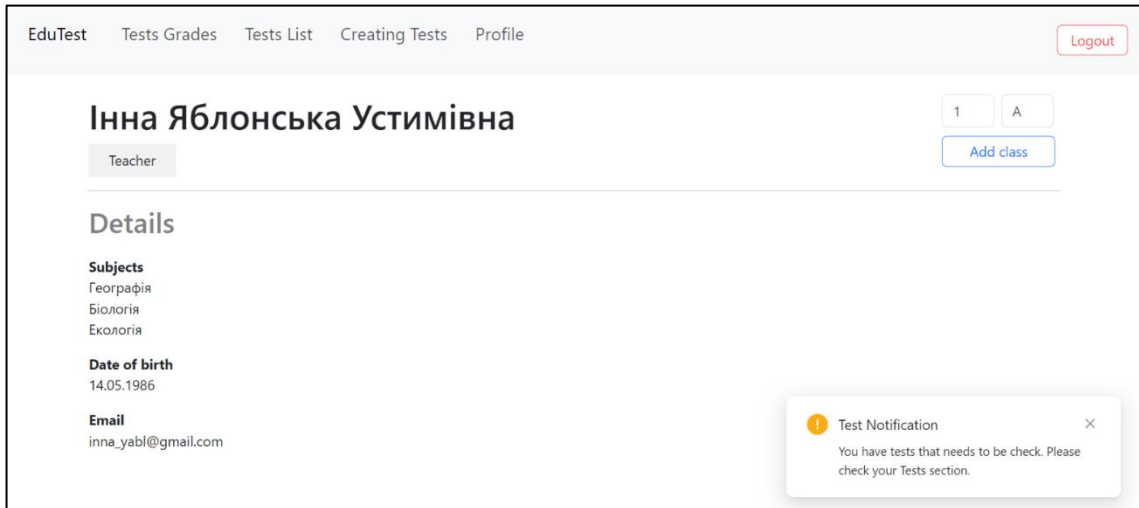 EduTest Tests Grades Tests List Creating Tests Profile Logout
Інна Яблонська Устимівна
1 A
Teacher
Add class
Details
Subjects
Географія
Біологія
Екологія
Date of birth
14.05.1986
Email
inna_yabl@gmail.com
Test Notification
You have tests that needs to be check. Please
check your Tests section.